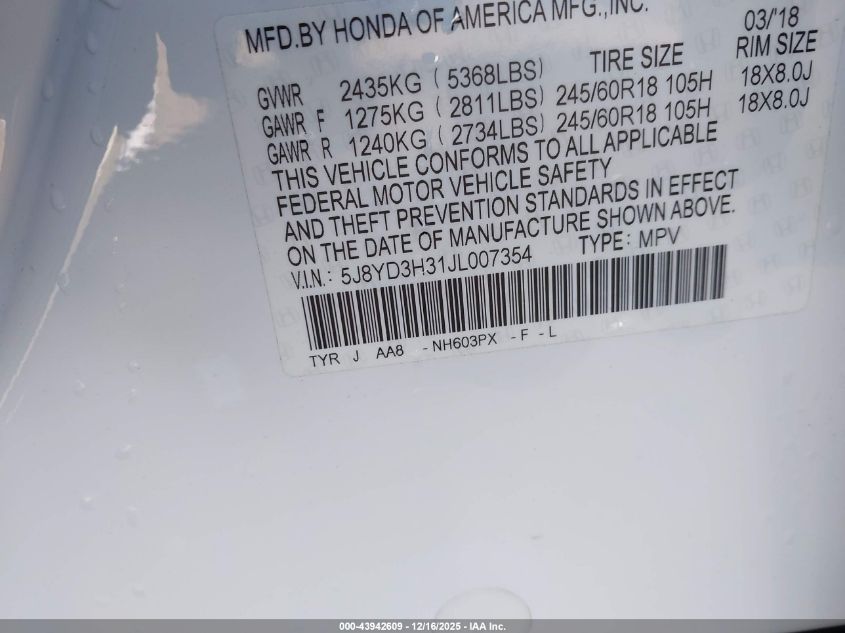 MFD.BY HONDA OF AMERICA MFG.,INC.
03/'18
TIRE SIZE RIM SIZE
GVWR 2435KG ( 5368LBS)
GAWR F 1275KG ( 2811LBS) 245/60R18 105H 18X8.0J
GAWR R 1240KG ( 2734LBS) 245/60R18 105H 18X8.0J
THIS VEHICLE CONFORMS TO ALL APPLICABLE
FEDERAL MOTOR VEHICLE SAFETY
AND THEFT PREVENTION STANDARDS IN EFFECT
ON THE DATE OF MANUFACTURE SHOWN ABOVE.
V.I.N.: 5J8YD3H31JL007354 TYPE: MPV
TYR J AA8 -NH603PX -F -L
000-43942609 - 12/16/2025 - IAA Inc.